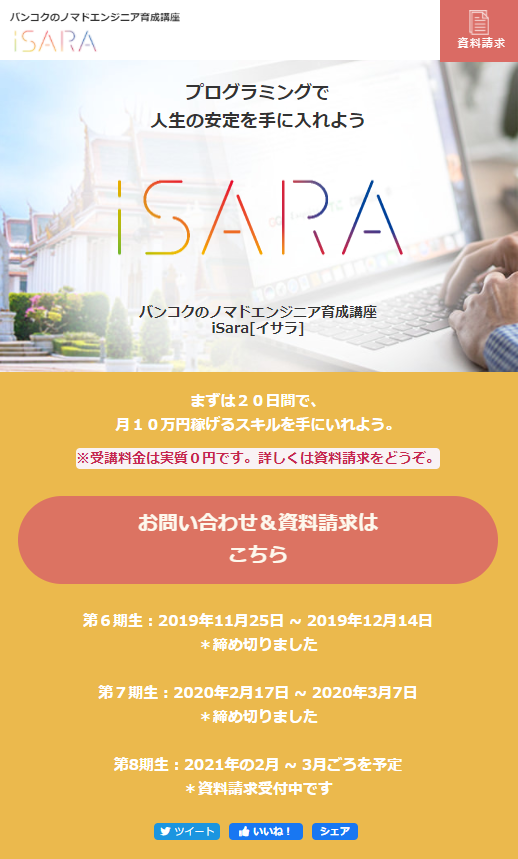 バンコクのノマドエンジニア育成講座
iSARA
資料請求
プログラミングで
人生の安定を手に入れよう
iSARA
バンコクのノマドエンジニア育成講座
iSara[イサラ]
まずは２０日間で、
月１０万円稼げるスキルを手にいれよう。
※受講料金は実質０円です。詳しくは資料請求をどうぞ。
お問い合わせ＆資料請求は
こちら
第６期生：2019年11月25日 ~ 2019年12月14日
＊締め切りました
第７期生：2020年2月17日 ~ 2020年3月7日
＊締め切りました
第8期生：2021年の2月 ~ 3月ごろを予定
＊資料請求受付中です
ツイート いいね！ シェア